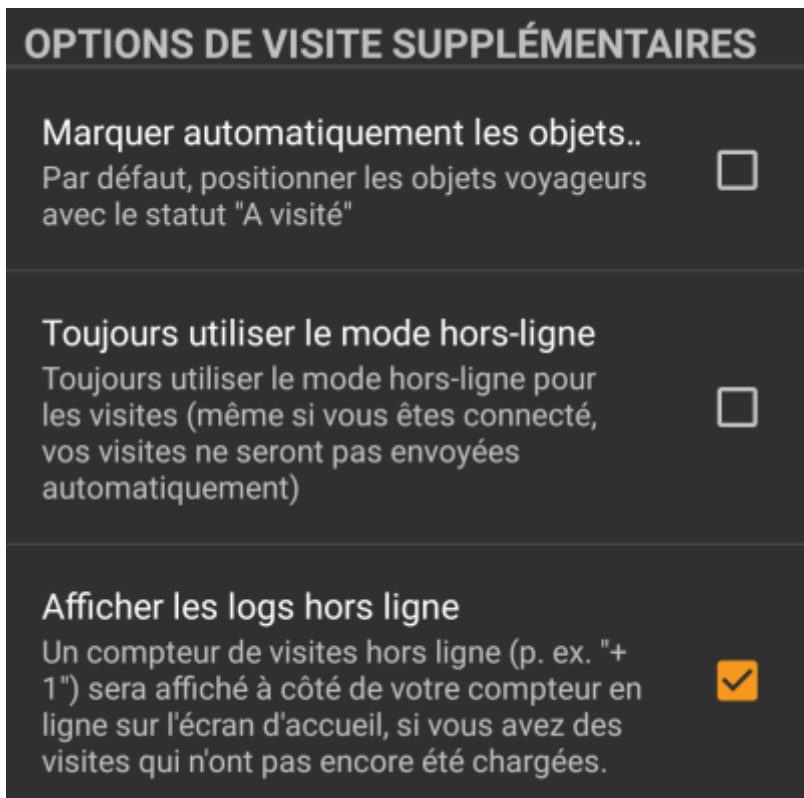 OPTIONS DE VISITE SUPPLÉMENTAIRES
Marquer automatiquement les objets..
Par défaut, positionner les objets voyageurs
avec le statut "A visité"
Toujours utiliser le mode hors-ligne
Toujours utiliser le mode hors-ligne pour
les visites (même si vous êtes connecté,
vos visites ne seront pas envoyées
automatiquement)
Afficher les logs hors ligne
Un compteur de visites hors ligne (p. ex. "+
1") sera affiché à côté de votre compteur en
ligne sur l'écran d'accueil, si vous avez des
visites qui n'ont pas encore été chargées.